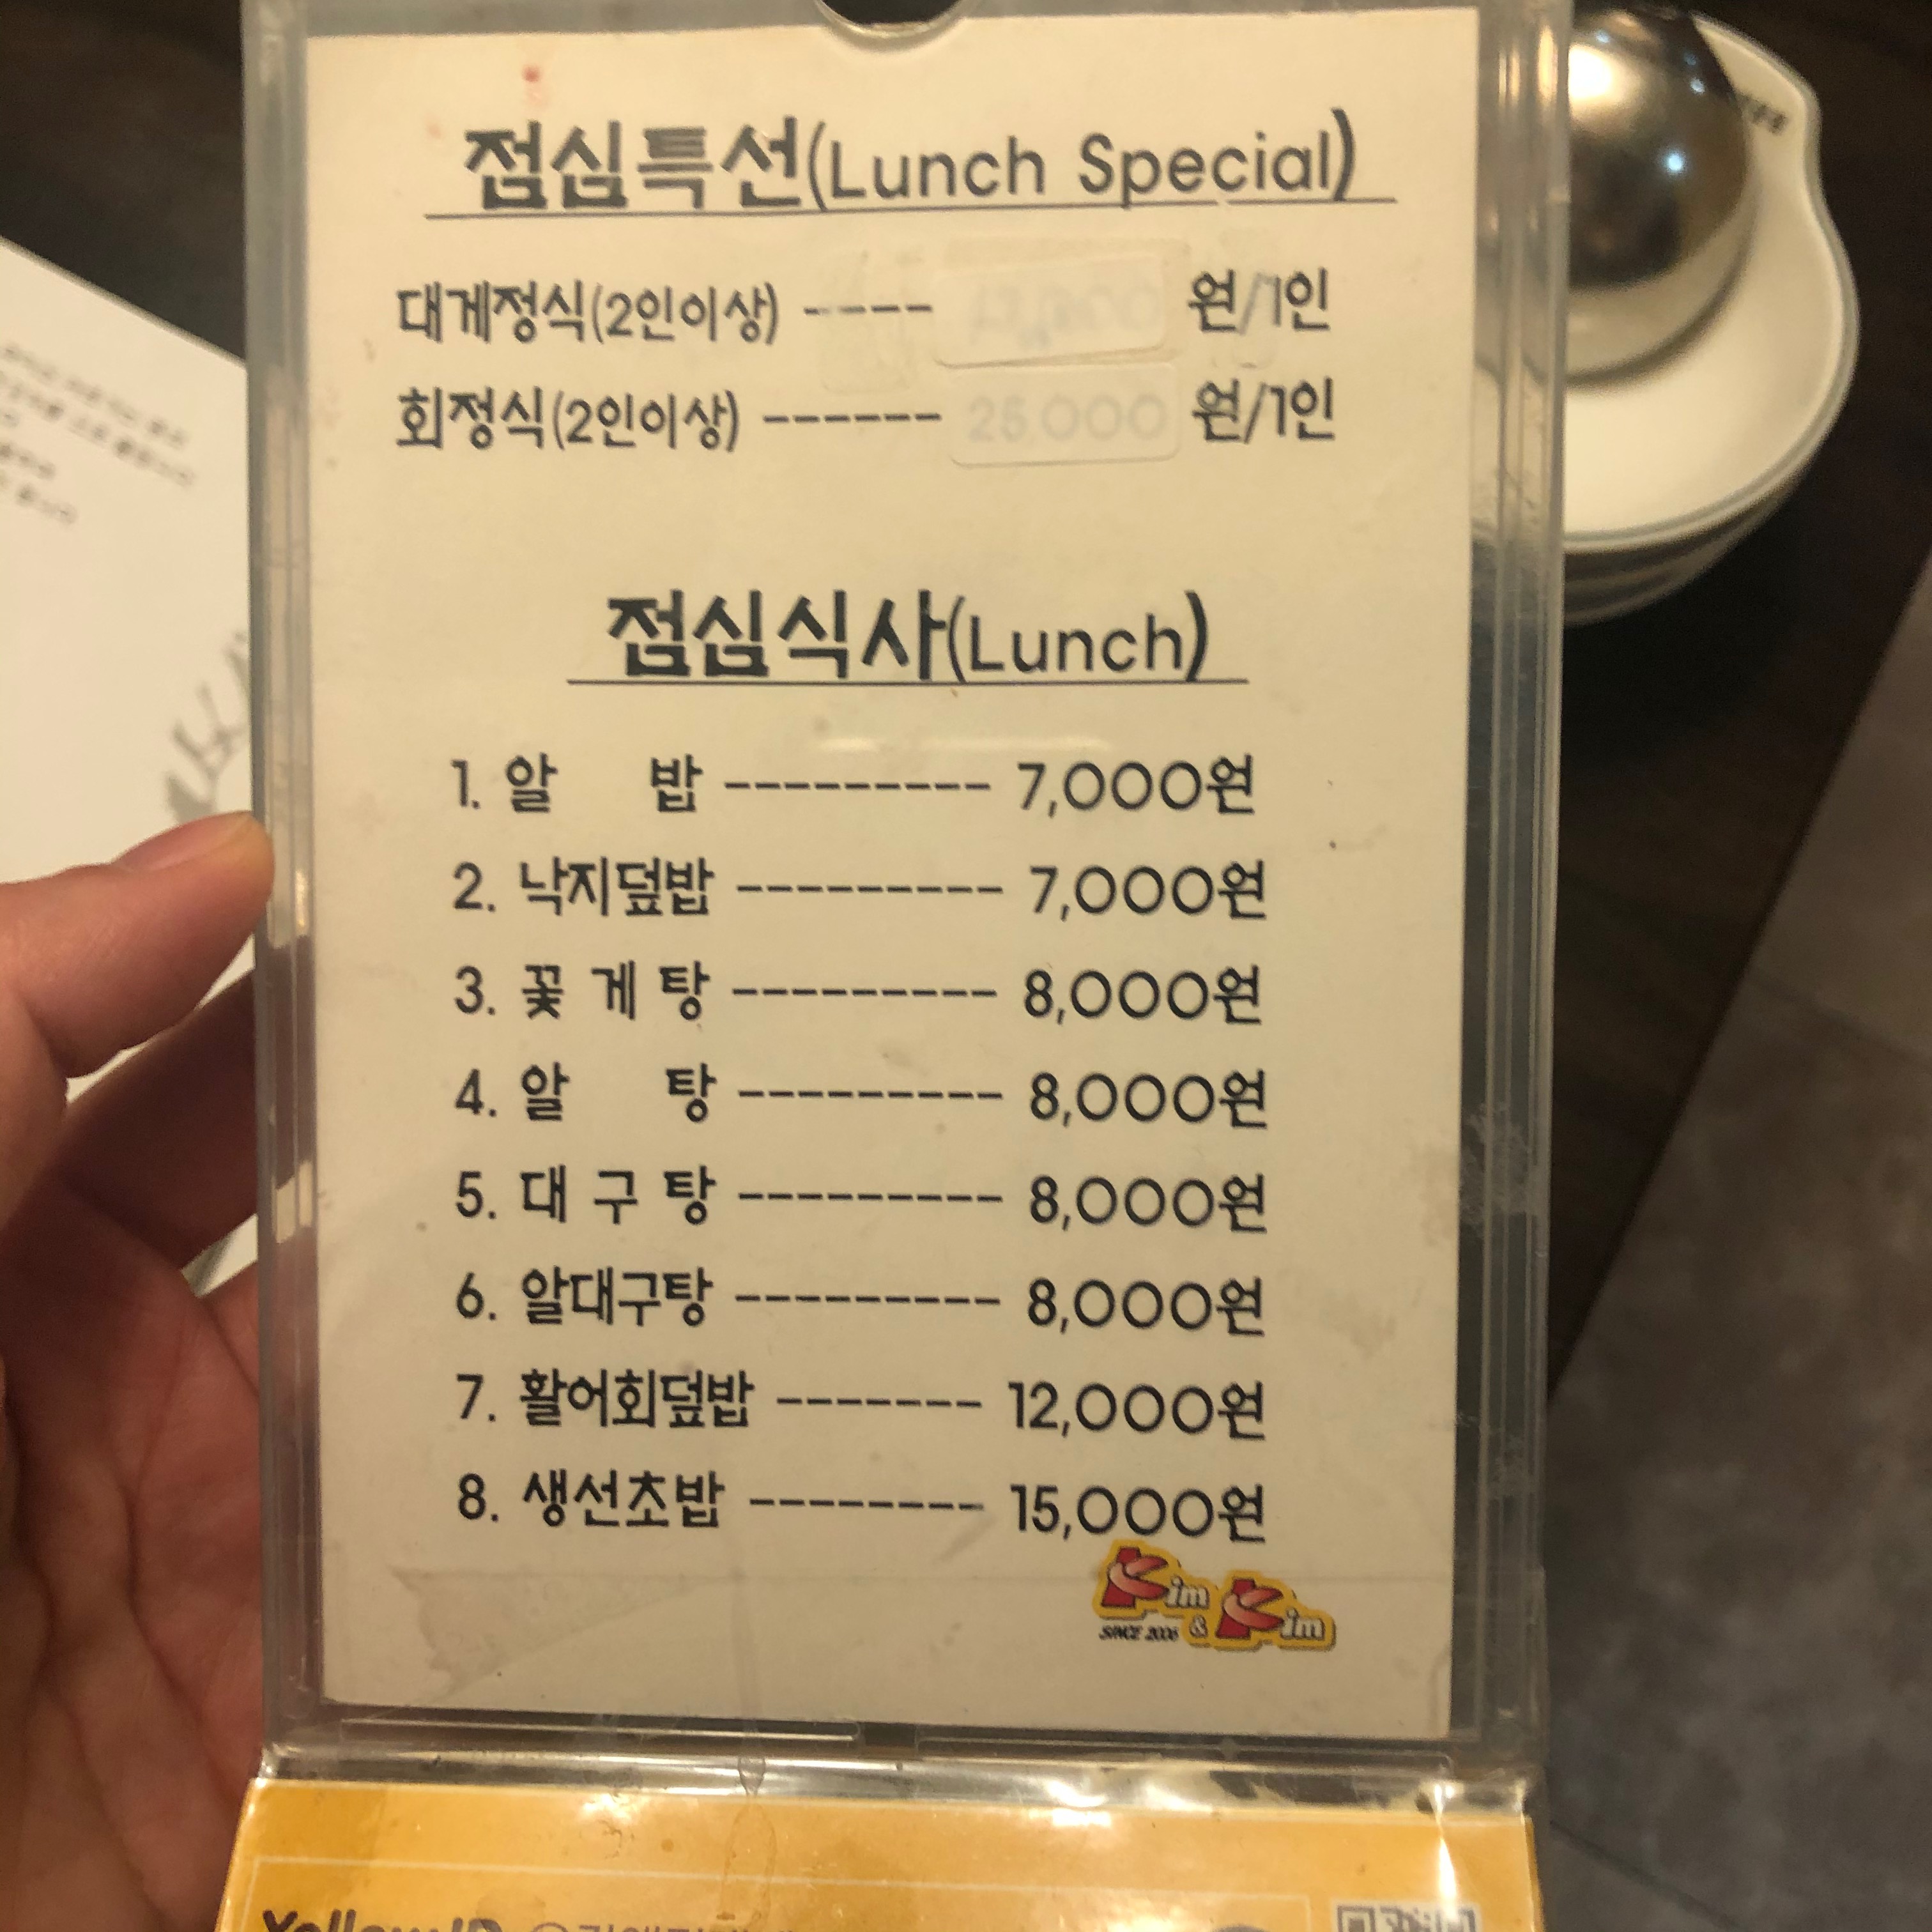 점심특선(Lunch Special)
대게정식(2인이상) ---- 원/1인
회정식(2인이상) ------ 25,000 원/1인
점심식사(Lunch)
1. 알 밥 --------- 7,000원
2. 낙지덮밥 --------- 7,000원
3. 꽃 게 탕 --------- 8,000원
4. 알 탕 --------- 8,000원
5. 대 구 탕 --------- 8,000원
6. 알대구탕 --------- 8,000원
7. 활어회덮밥 ------- 12,000원
8. 생선초밥 -------- 15,000원
Kim & Kim
SINCE 2006
YellowID